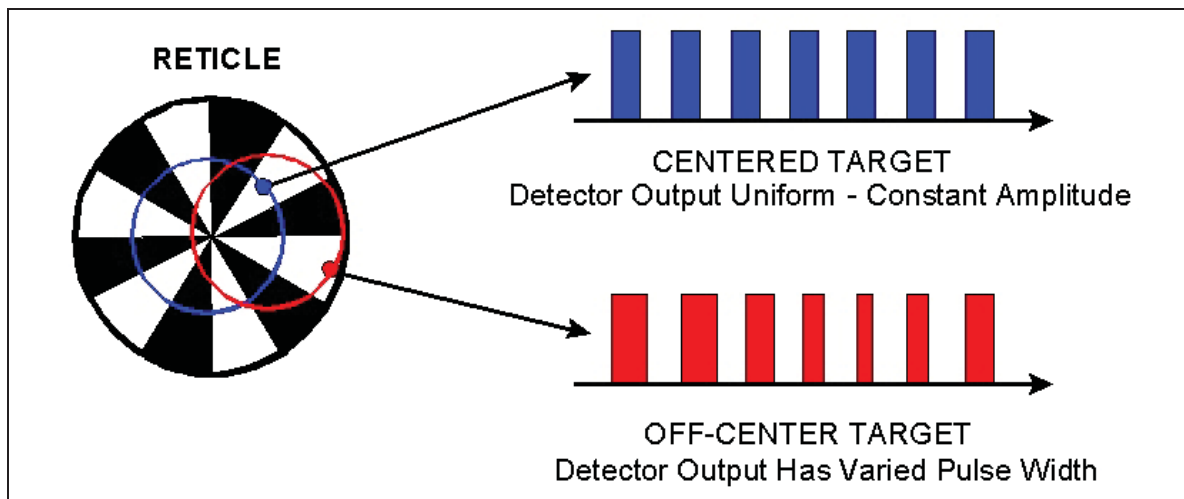 RETICLE
CENTERED TARGET
Detector Output Uniform - Constant Amplitude
OFF-CENTER TARGET
Detector Output Has Varied Pulse Width